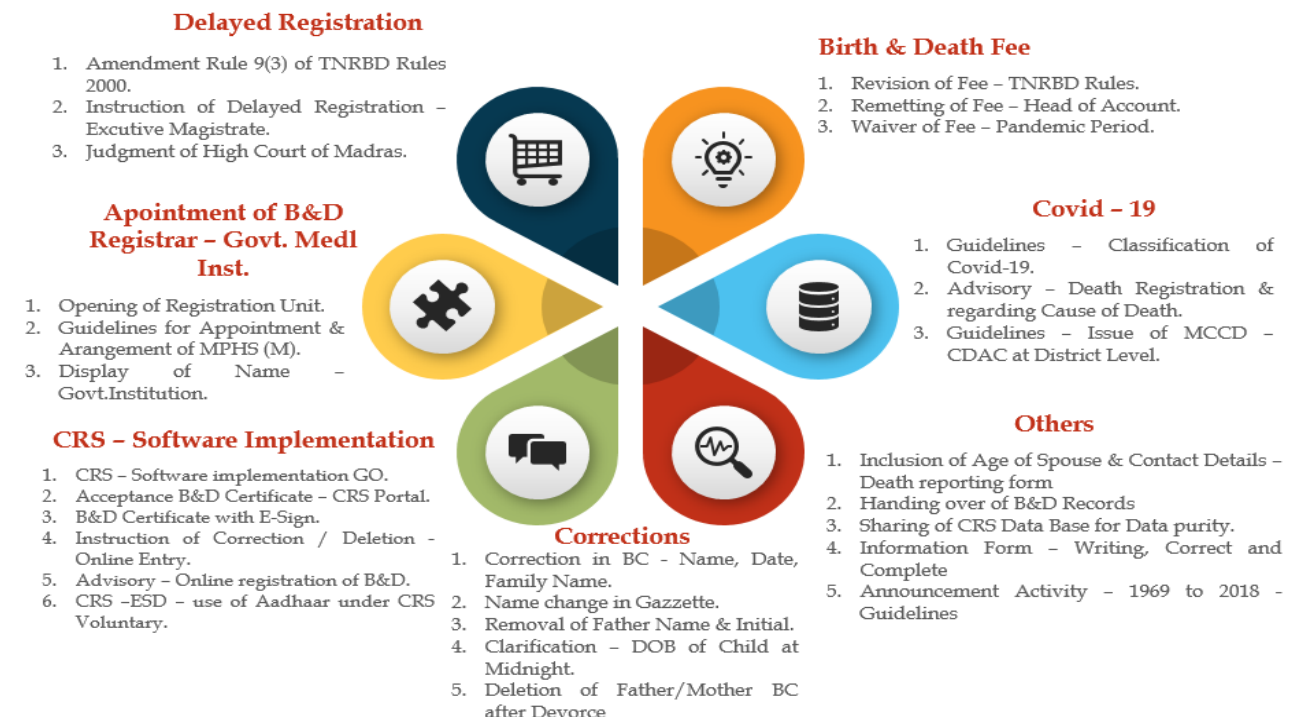 Delayed Registration
1. Amendment Rule 9(3) of TNRBD Rules
2000.
2. Instruction of Delayed Registration –
Excutive Magistrate.
3. Judgment of High Court of Madras.
Birth & Death Fee
1. Revision of Fee – TNRBD Rules.
2. Remetting of Fee – Head of Account.
3. Waiver of Fee – Pandemic Period.
Apointment of B&D
Registrar – Govt. Medl
Inst.
1. Opening of Registration Unit.
2. Guidelines for Appointment &
Arangement of MPHS (M).
3. Display of Name –
Govt.Institution.
Covid – 19
1. Guidelines – Classification of
Covid-19.
2. Advisory – Death Registration &
regarding Cause of Death.
3. Guidelines – Issue of MCCD –
CDAC at District Level.
CRS – Software Implementation
1. CRS – Software implementation GO.
2. Acceptance B&D Certificate – CRS Portal.
3. B&D Certificate with E-Sign.
4. Instruction of Correction / Deletion -
Online Entry.
5. Advisory – Online registration of B&D.
6. CRS –ESD – use of Aadhaar under CRS
Voluntary.
Corrections
1. Correction in BC - Name, Date,
Family Name.
2. Name change in Gazzette.
3. Removal of Father Name & Initial.
4. Clarification – DOB of Child at
Midnight.
5. Deletion of Father/Mother BC
after Devorce
Others
1. Inclusion of Age of Spouse & Contact Details –
Death reporting form
2. Handing over of B&D Records
3. Sharing of CRS Data Base for Data purity.
4. Information Form – Writing, Correct and
Complete
5. Announcement Activity – 1969 to 2018 -
Guidelines